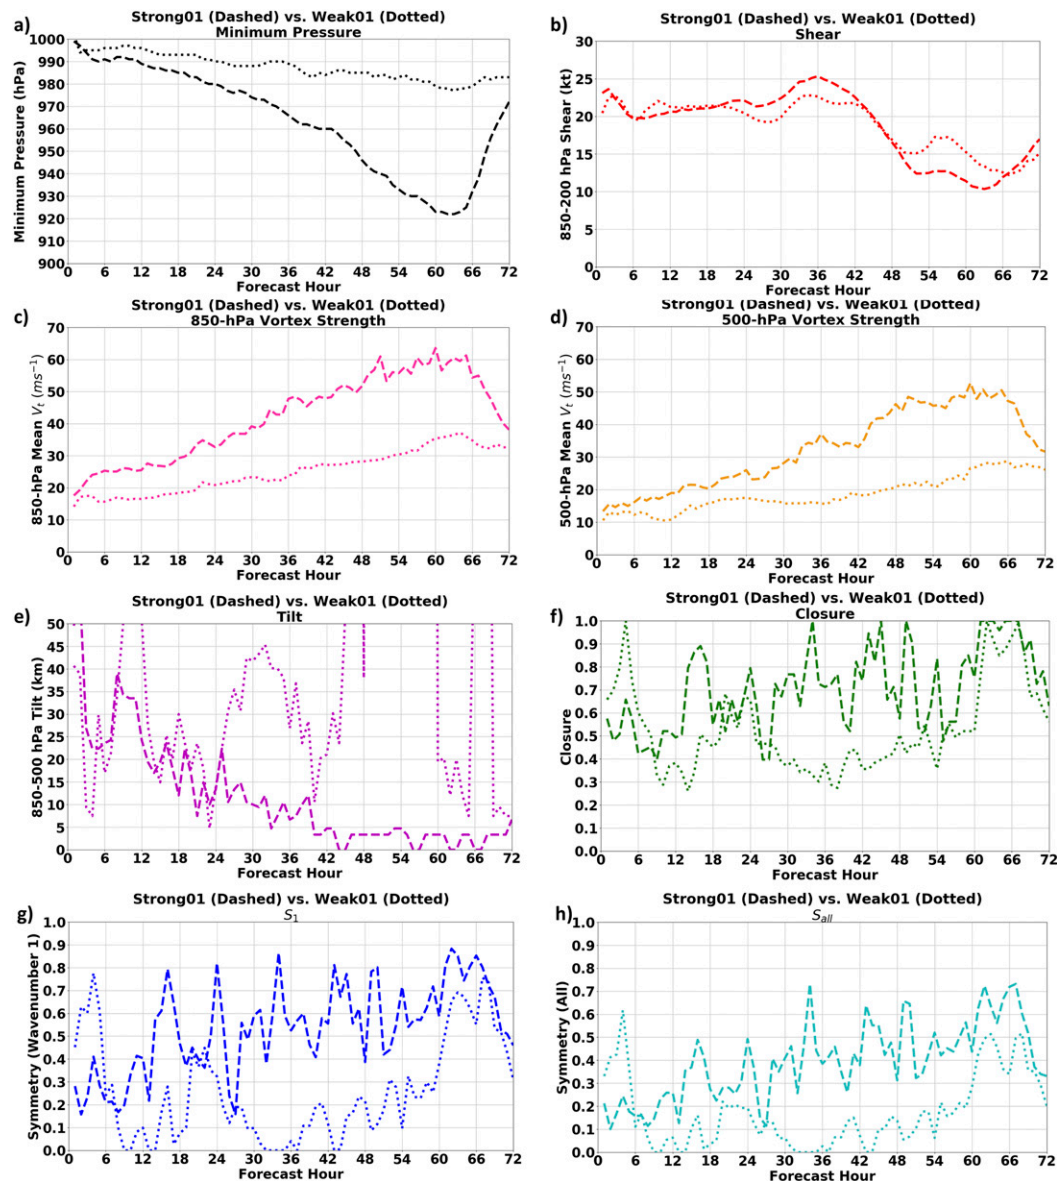 a)
Strong01 (Dashed) vs. Weak01 (Dotted)
Minimum Pressure
Minimum Pressure (hPa)
1000
990
980
970
960
950
940
930
920
910
900
0 6 12 18 24 30 36 42 48 54 60 66 72
Forecast Hour
b)
Strong01 (Dashed) vs. Weak01 (Dotted)
Shear
850-200 hPa Shear (kt)
30
25
20
15
10
5
0
0 6 12 18 24 30 36 42 48 54 60 66 72
Forecast Hour
c)
Strong01 (Dashed) vs. Weak01 (Dotted)
850-hPa Vortex Strength
850-hPa Mean Vt (ms−1)
70
60
50
40
30
20
10
0
0 6 12 18 24 30 36 42 48 54 60 66 72
Forecast Hour
d)
Strong01 (Dashed) vs. Weak01 (Dotted)
500-hPa Vortex Strength
500-hPa Mean Vt (ms−1)
70
60
50
40
30
20
10
0
0 6 12 18 24 30 36 42 48 54 60 66 72
Forecast Hour
e)
Strong01 (Dashed) vs. Weak01 (Dotted)
Tilt
850-500 hPa Tilt (km)
50
45
40
35
30
25
20
15
10
5
0
0 6 12 18 24 30 36 42 48 54 60 66 72
Forecast Hour
f)
Strong01 (Dashed) vs. Weak01 (Dotted)
Closure
Closure
1.0
0.9
0.8
0.7
0.6
0.5
0.4
0.3
0.2
0.1
0.0
0 6 12 18 24 30 36 42 48 54 60 66 72
Forecast Hour
g)
Strong01 (Dashed) vs. Weak01 (Dotted)
S1
Symmetry (Wavenumber 1)
1.0
0.9
0.8
0.7
0.6
0.5
0.4
0.3
0.2
0.1
0.0
0 6 12 18 24 30 36 42 48 54 60 66 72
Forecast Hour
h)
Strong01 (Dashed) vs. Weak01 (Dotted)
Sall
Symmetry (All)
1.0
0.9
0.8
0.7
0.6
0.5
0.4
0.3
0.2
0.1
0.0
0 6 12 18 24 30 36 42 48 54 60 66 72
Forecast Hour